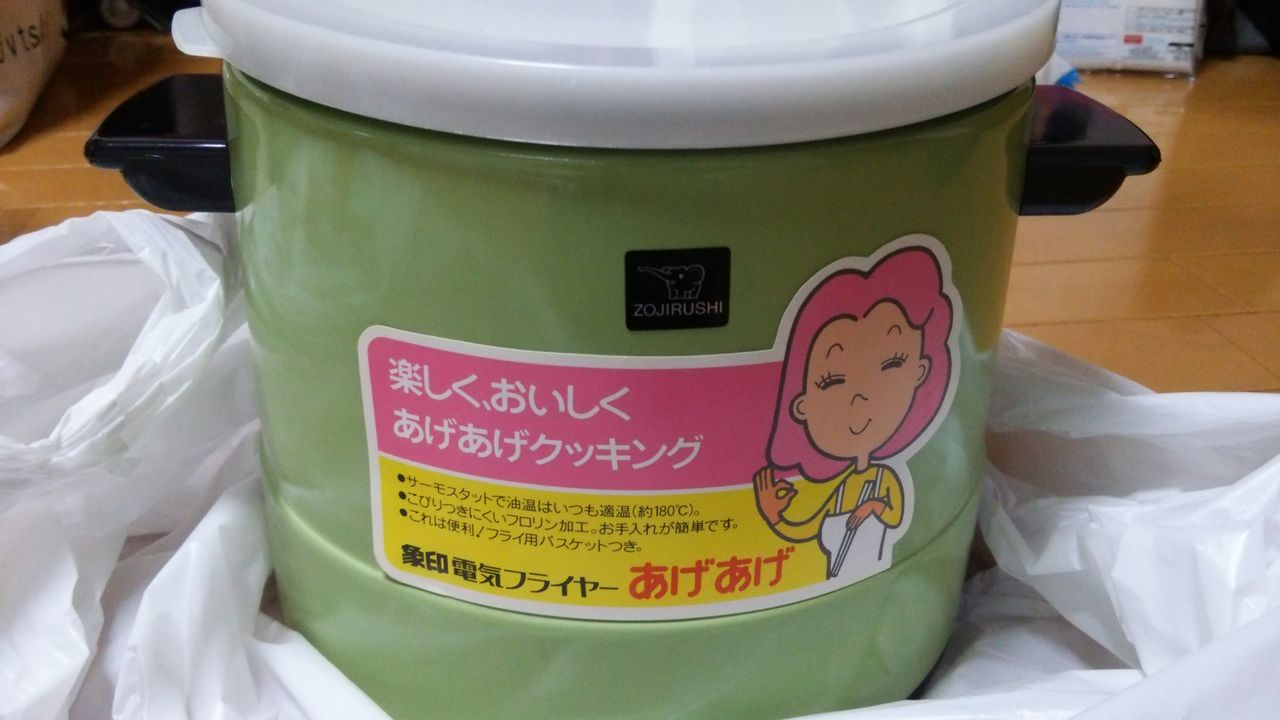 ZOJIRUSHI
楽しく、おいしく
あげあげクッキング
●サーモスタットで油温はいつも適温(約180℃)。
●こびりつきにくいフロリン加工。お手入れが簡単です。
●これは便利!フライ用バスケットつき。
象印電気フライヤー あげあげ